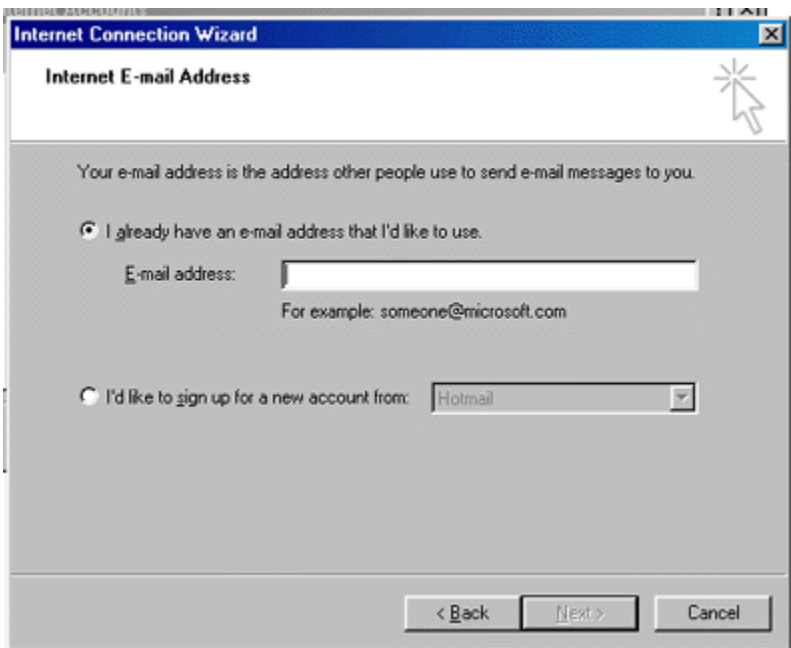 Internet Accounts
Internet Connection Wizard
Internet E-mail Address
Your e-mail address is the address other people use to send e-mail messages to you.
I already have an e-mail address that I'd like to use.
E-mail address:
For example: someone@microsoft.com
I'd like to sign up for a new account from: Hotmail
< Back Next > Cancel